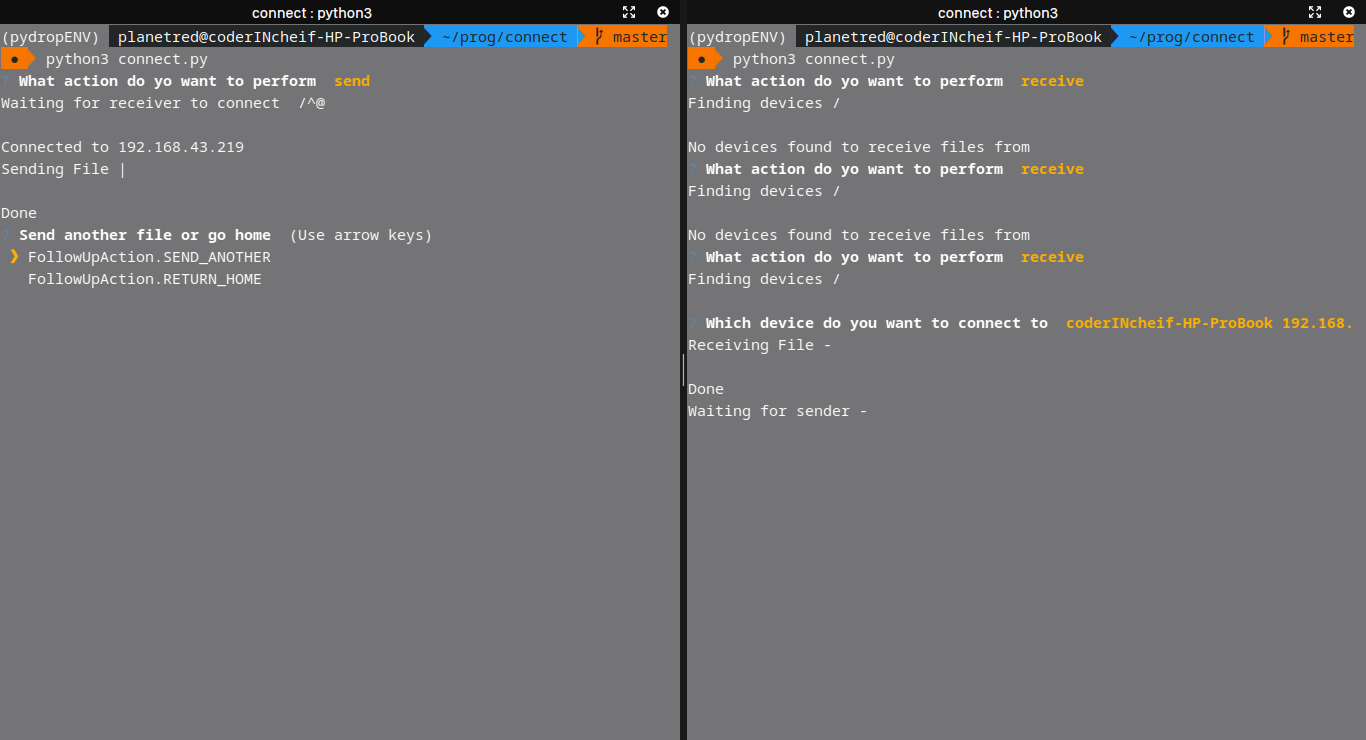 connect : python3
(pydropENV) planetred@coderINcheif-HP-ProBook ~/prog/connect master
● python3 connect.py
? What action do yo want to perform send
Waiting for receiver to connect /^@
Connected to 192.168.43.219
Sending File |
Done
? Send another file or go home (Use arrow keys)
❯ FollowUpAction.SEND_ANOTHER
FollowUpAction.RETURN_HOME
connect : python3
(pydropENV) planetred@coderINcheif-HP-ProBook ~/prog/connect master
● python3 connect.py
? What action do yo want to perform receive
Finding devices /
No devices found to receive files from
? What action do yo want to perform receive
Finding devices /
No devices found to receive files from
? What action do yo want to perform receive
Finding devices /
? Which device do you want to connect to coderINcheif-HP-ProBook 192.168.
Receiving File -
Done
Waiting for sender -